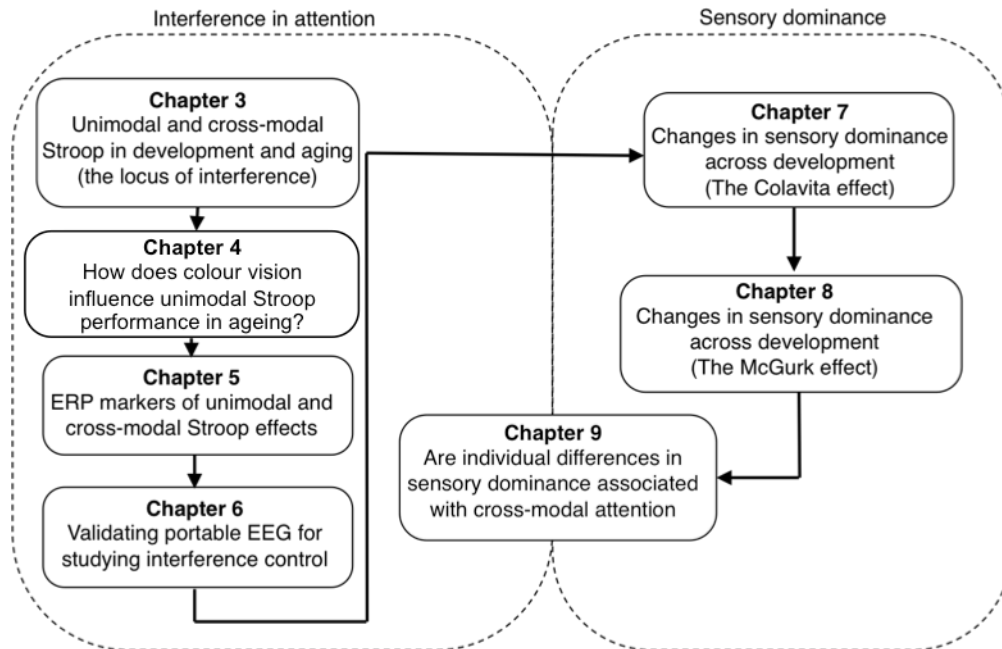 Interference in attention
Sensory dominance
Chapter 3
Unimodal and cross-modal
Stroop in development and aging
(the locus of interference)
Chapter 4
How does colour vision
influence unimodal Stroop
performance in ageing?
Chapter 5
ERP markers of unimodal and
cross-modal Stroop effects
Chapter 6
Validating portable EEG for
studying interference control
Chapter 7
Changes in sensory dominance
across development
(The Colavita effect)
Chapter 8
Changes in sensory dominance
across development
(The McGurk effect)
Chapter 9
Are individual differences in
sensory dominance associated
with cross-modal attention